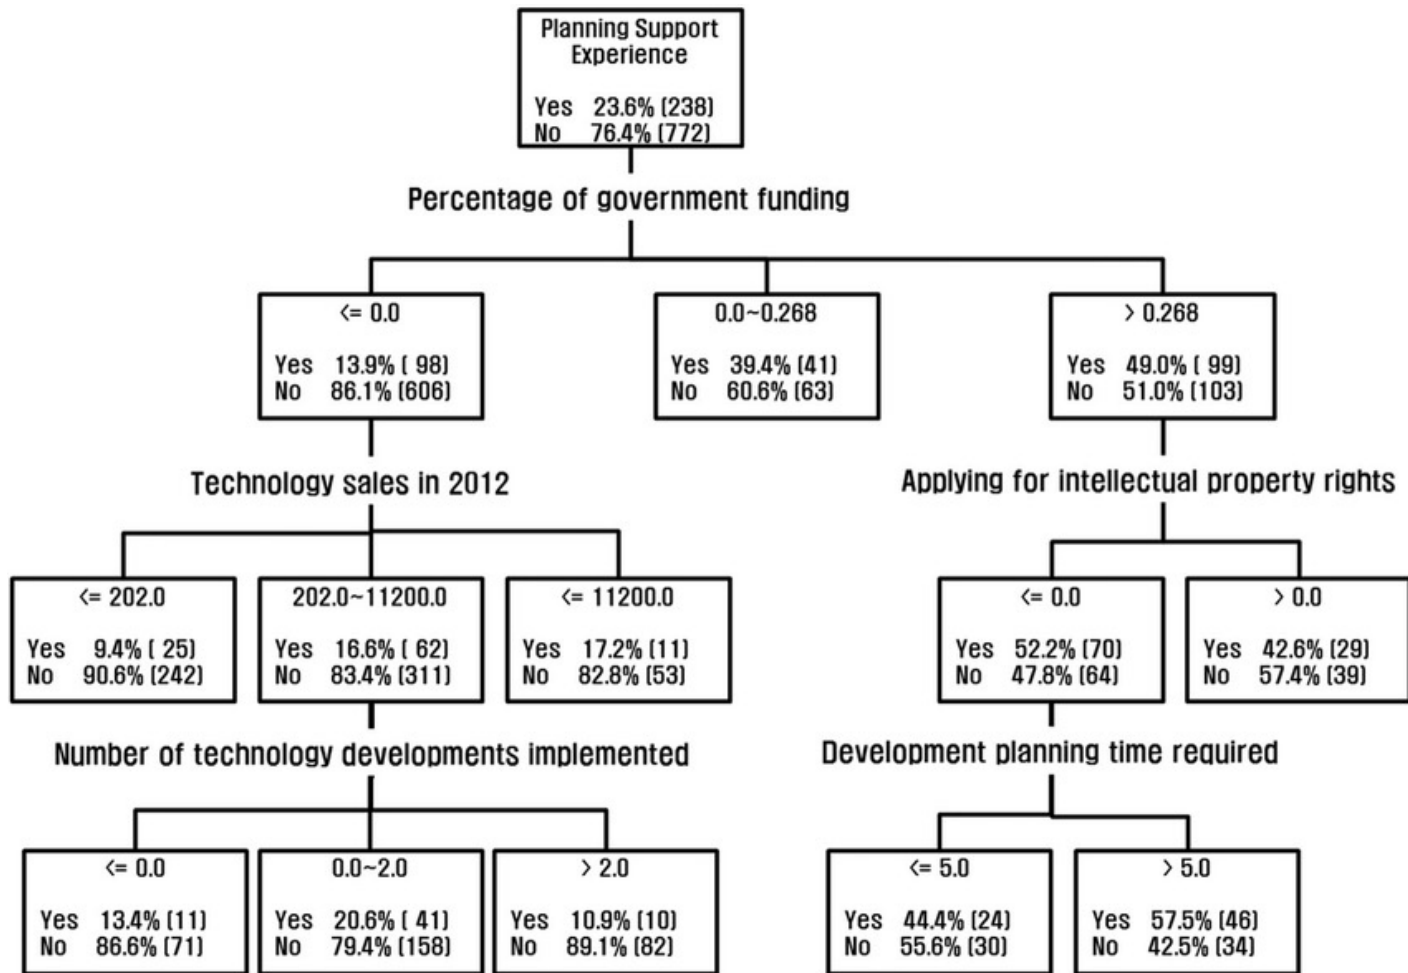 Planning Support
Experience
Yes 23.6% (238)
No 76.4% (772)
Percentage of government funding
<= 0.0
Yes 13.9% ( 98)
No 86.1% (606)
0.0~0.268
Yes 39.4% (41)
No 60.6% (63)
> 0.268
Yes 49.0% ( 99)
No 51.0% (103)
Technology sales in 2012
Applying for intellectual property rights
<= 202.0
Yes 9.4% ( 25)
No 90.6% (242)
202.0~11200.0
Yes 16.6% ( 62)
No 83.4% (311)
<= 11200.0
Yes 17.2% (11)
No 82.8% (53)
<= 0.0
Yes 52.2% (70)
No 47.8% (64)
> 0.0
Yes 42.6% (29)
No 57.4% (39)
Number of technology developments implemented
Development planning time required
<= 0.0
Yes 13.4% (11)
No 86.6% (71)
0.0~2.0
Yes 20.6% ( 41)
No 79.4% (158)
> 2.0
Yes 10.9% (10)
No 89.1% (82)
<= 5.0
Yes 44.4% (24)
No 55.6% (30)
> 5.0
Yes 57.5% (46)
No 42.5% (34)